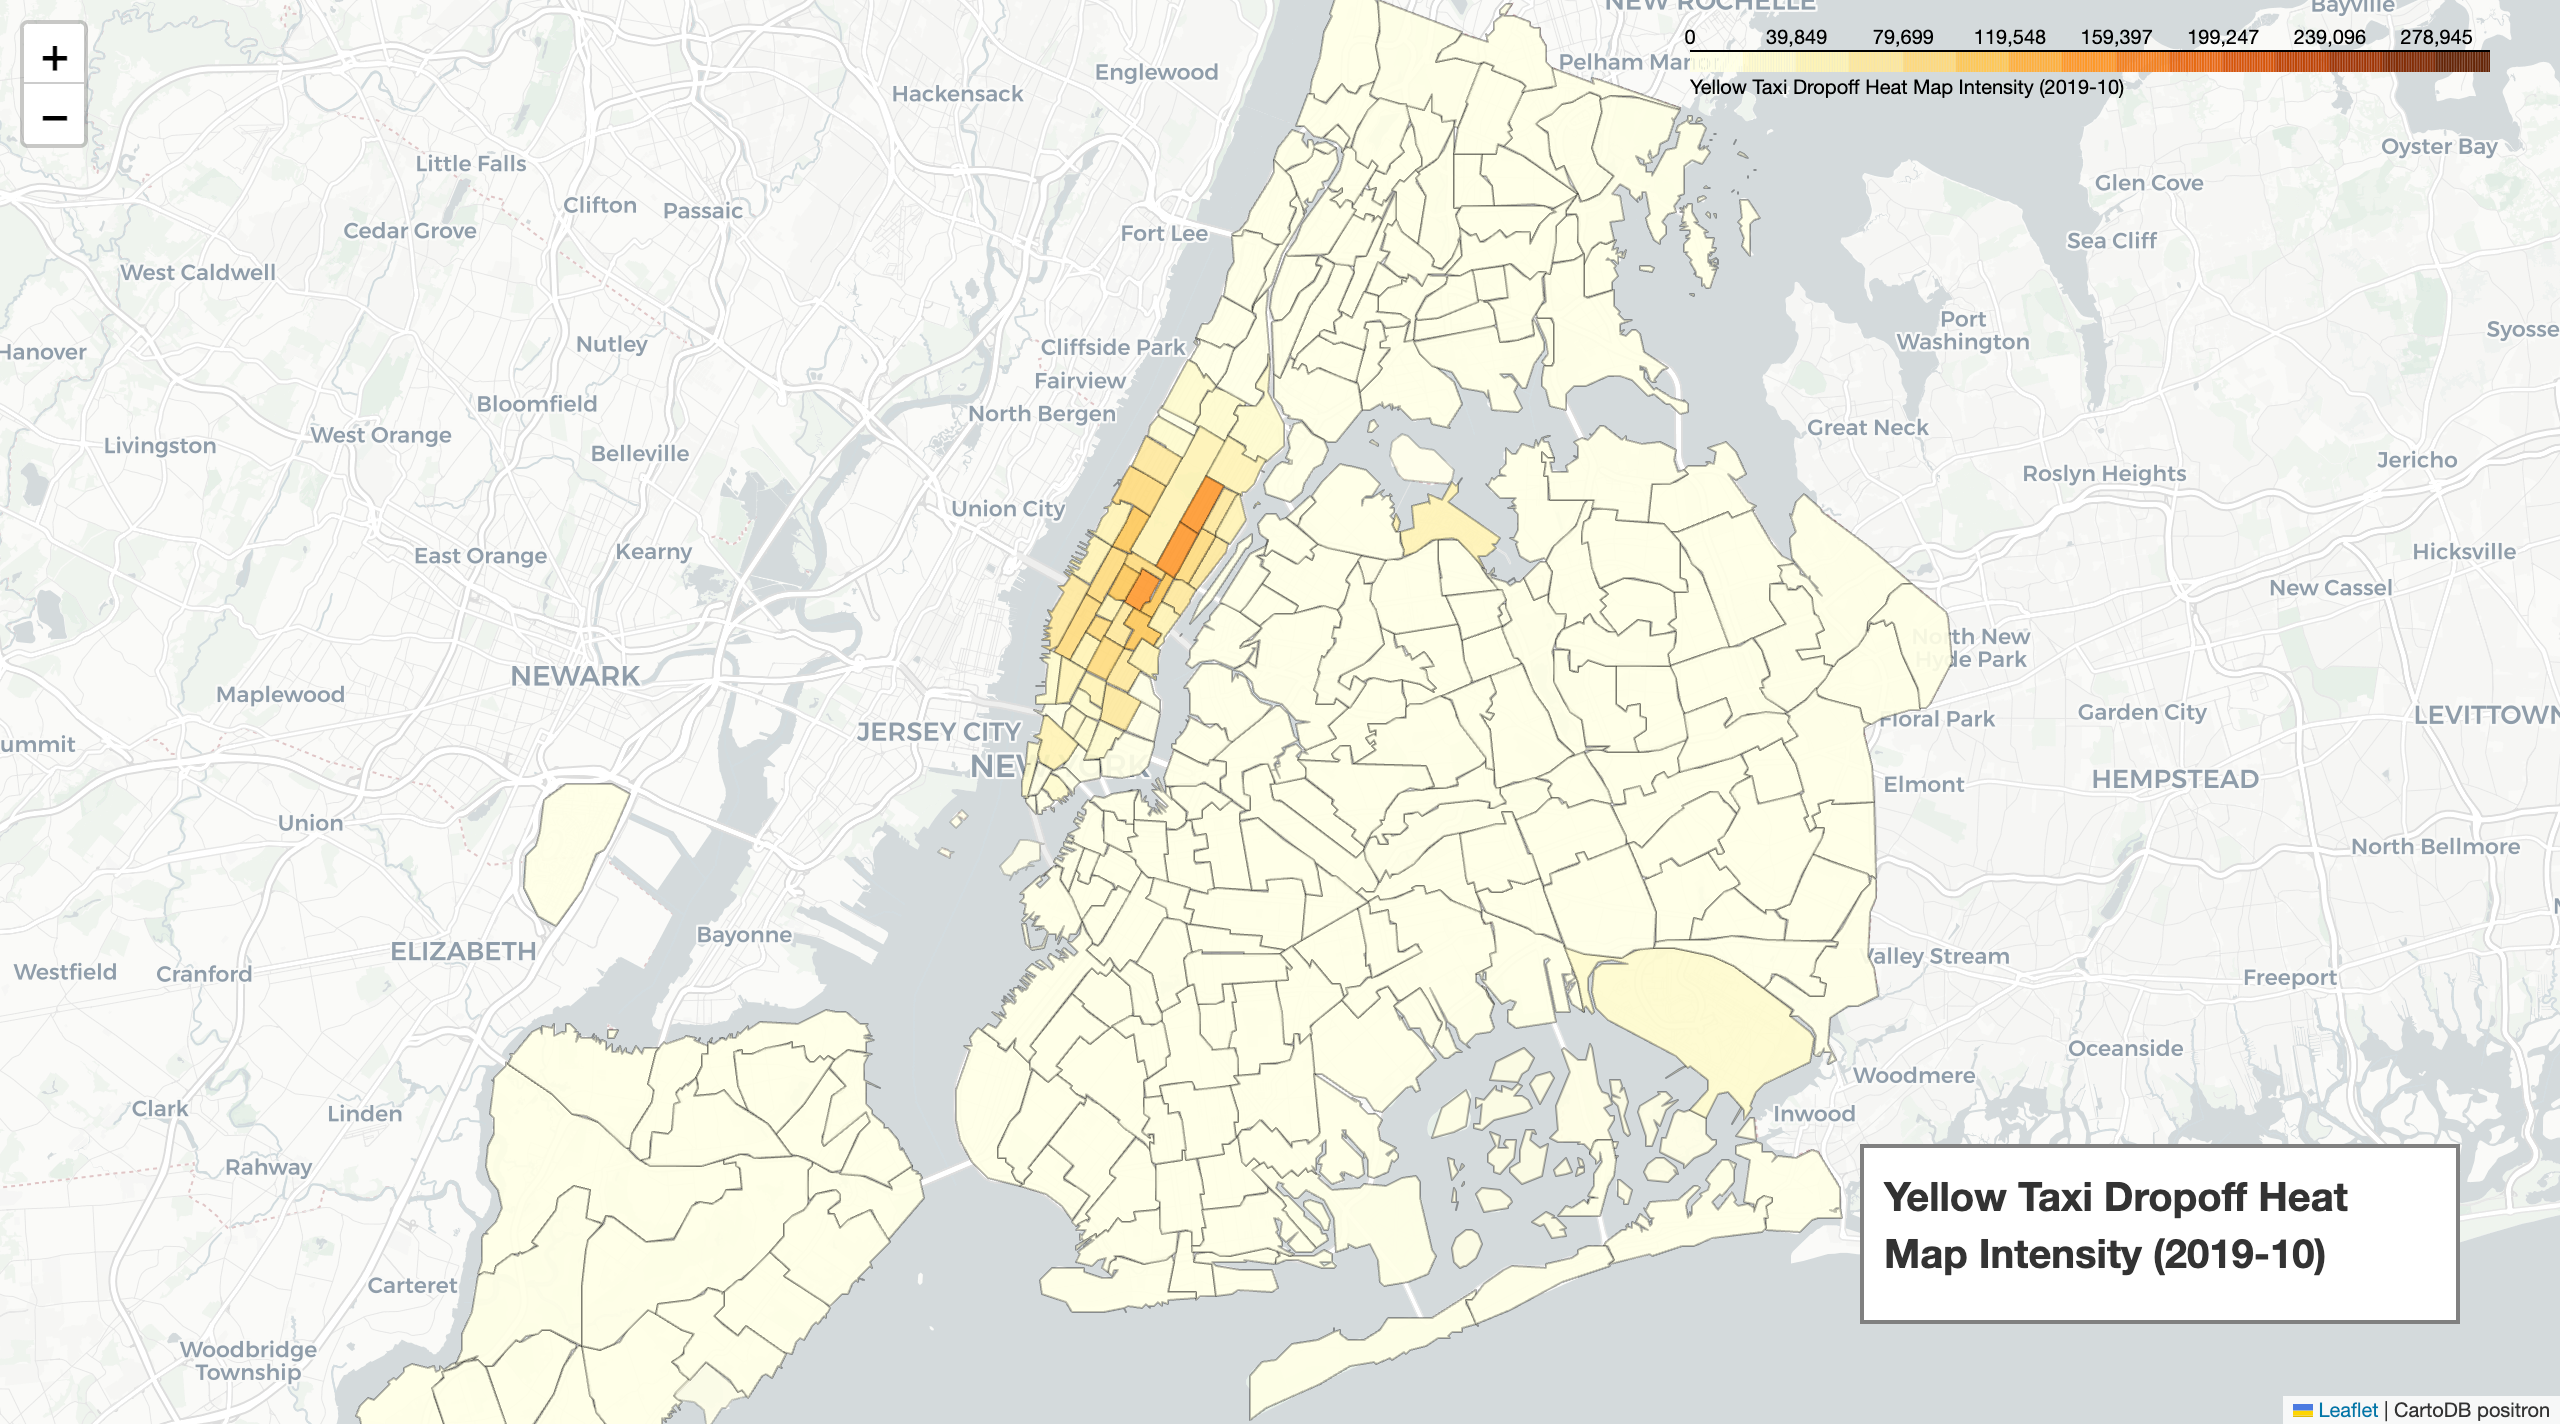 +
−
0 39,849 79,699 119,548 159,397 199,247 239,096 278,945
Yellow Taxi Dropoff Heat Map Intensity (2019-10)
NEW ROCHELLE
Bayville
Pelham
Englewood
Hackensack
Oyster Bay
Little Falls
Glen Cove
Clifton
Passaic
Cedar Grove
Fort Lee
Sea Cliff
West Caldwell
Port
Washington
Syosse
Nutley
Hanover
Cliffside Park
Fairview
Bloomfield
North Bergen
Great Neck
West Orange
Livingston
Belleville
Jericho
Roslyn Heights
Union City
East Orange
Kearny
Hicksville
New Cassel
North New
Hyde Park
NEWARK
Maplewood
Floral Park
Garden City
LEVITTOWN
JERSEY CITY
ummit
NEW YORK
Elmont
HEMPSTEAD
Union
North Bellmore
Bayonne
ELIZABETH
Valley Stream
Westfield
Cranford
Freeport
Oceanside
Woodmere
Clark
Linden
Inwood
Rahway
Yellow Taxi Dropoff Heat
Map Intensity (2019-10)
Carteret
Woodbridge
Township
Leaflet | CartoDB positron